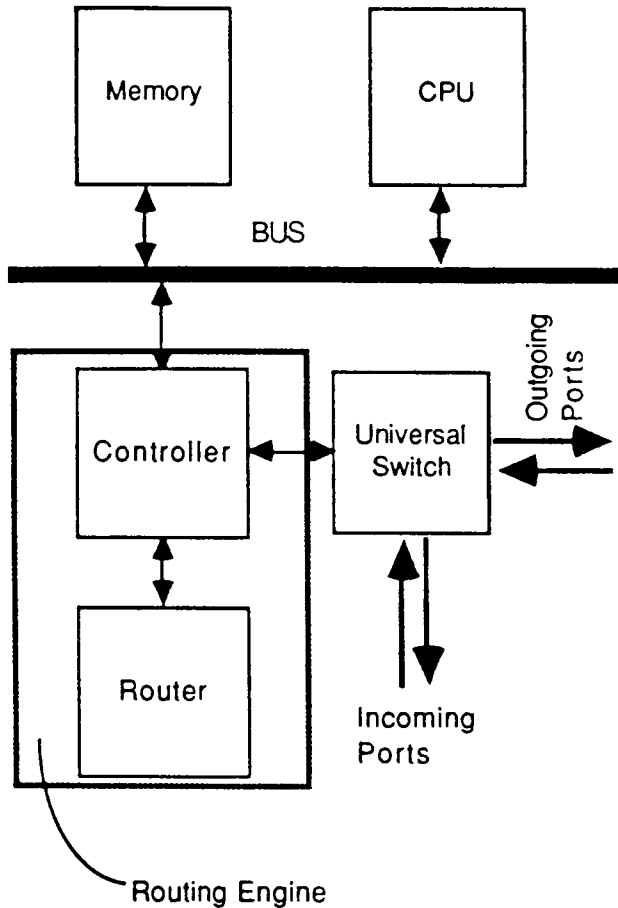 Memory
CPU
BUS
Outgoing
Ports
Controller
Universal
Switch
Router
Incoming
Ports
Routing Engine